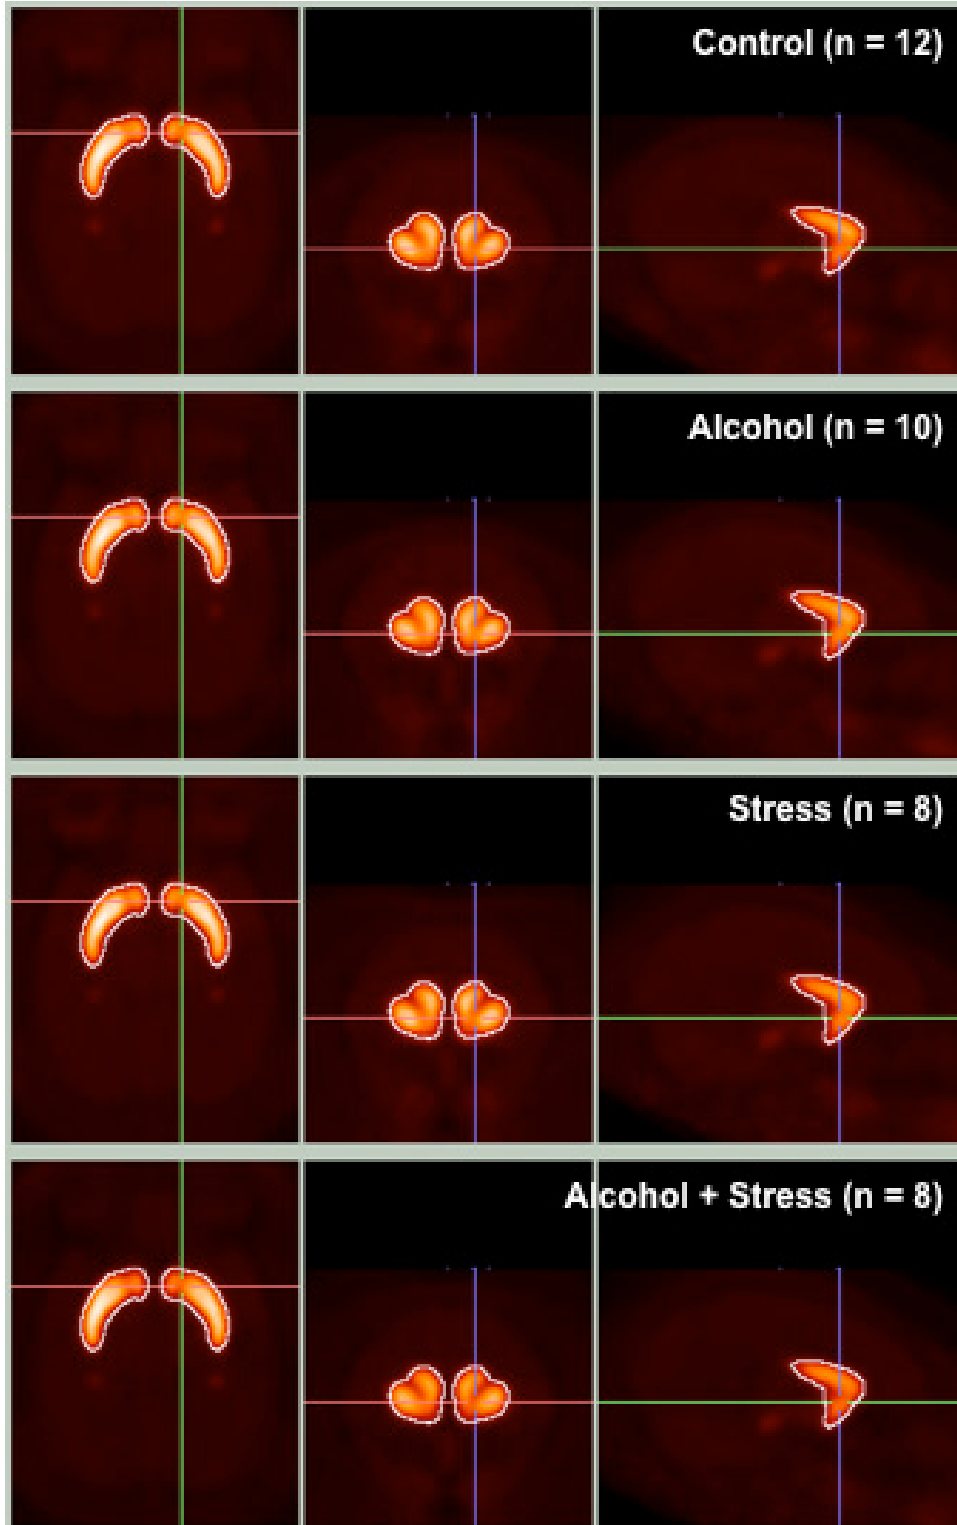 Control (n = 12)
Alcohol (n = 10)
Stress (n = 8)
Alcohol + Stress (n = 8)